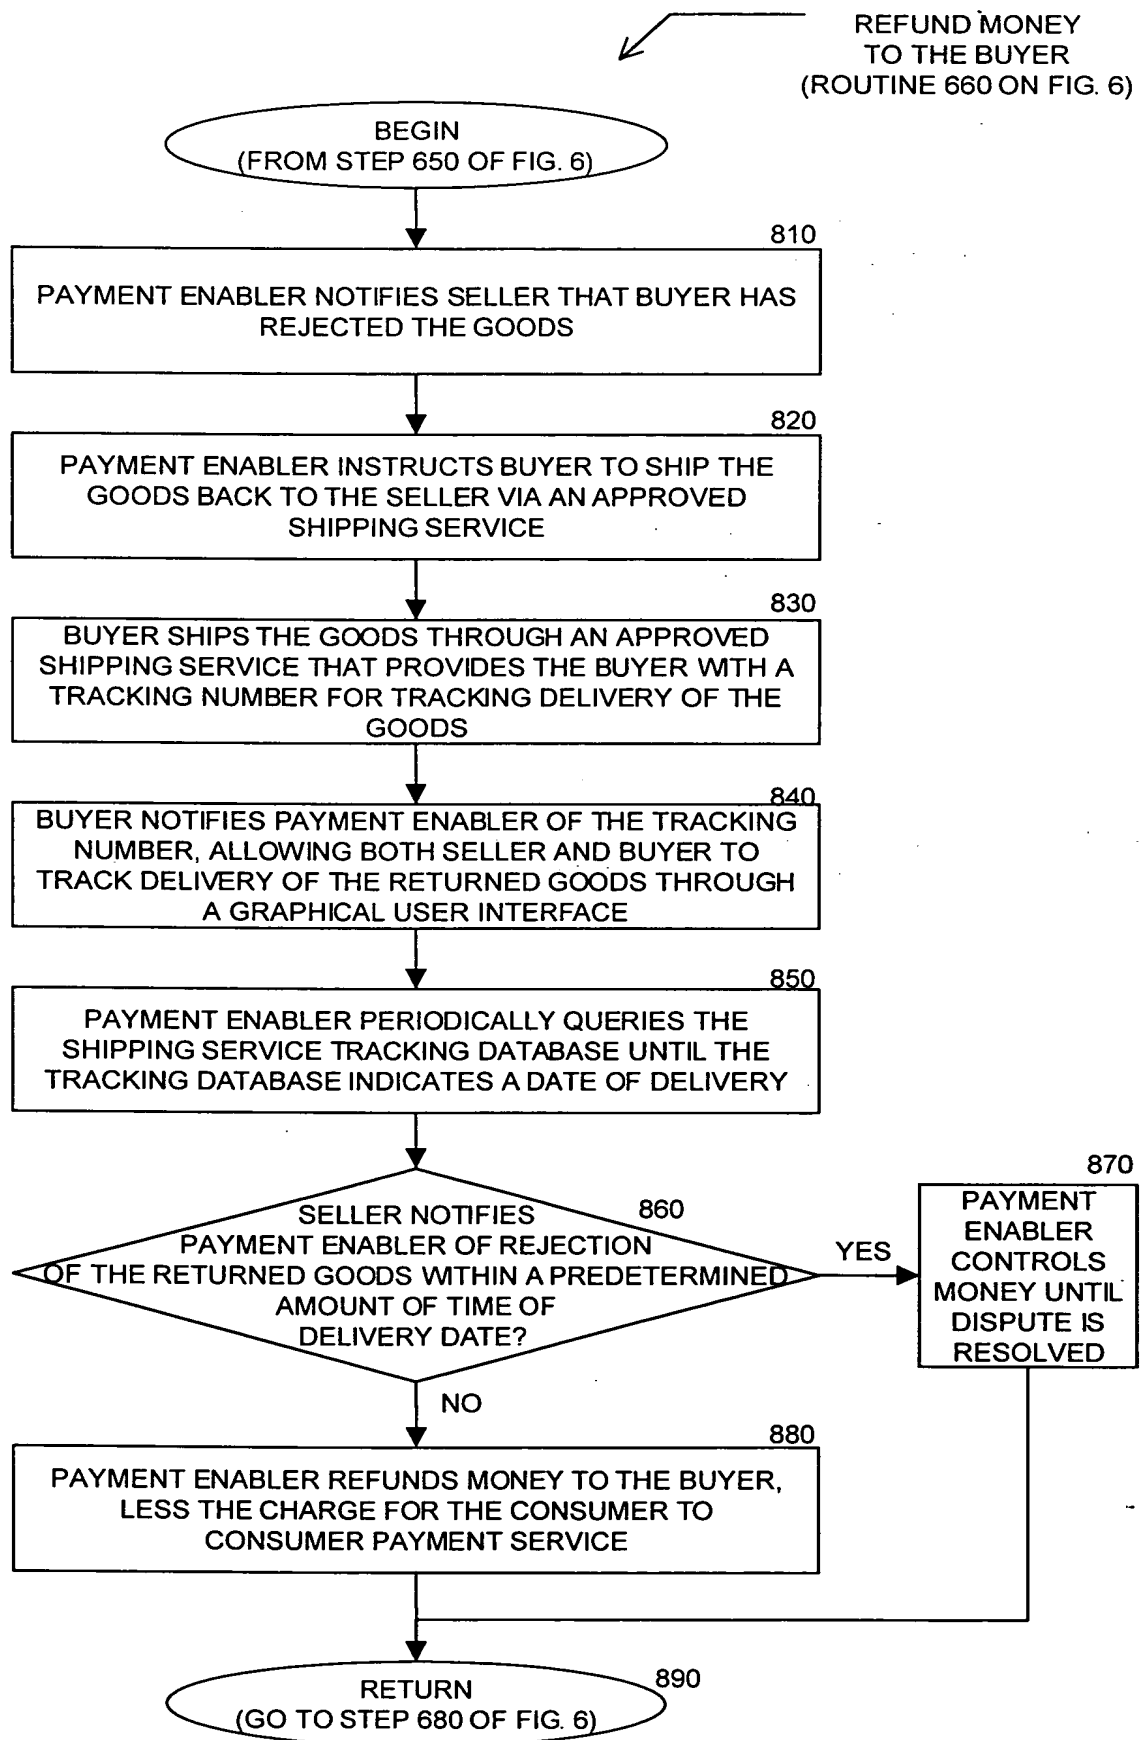 REFUND MONEY
TO THE BUYER
(ROUTINE 660 ON FIG. 6)
BEGIN
(FROM STEP 650 OF FIG. 6)
810
PAYMENT ENABLER NOTIFIES SELLER THAT BUYER HAS
REJECTED THE GOODS
820
PAYMENT ENABLER INSTRUCTS BUYER TO SHIP THE
GOODS BACK TO THE SELLER VIA AN APPROVED
SHIPPING SERVICE
830
BUYER SHIPS THE GOODS THROUGH AN APPROVED
SHIPPING SERVICE THAT PROVIDES THE BUYER WITH A
TRACKING NUMBER FOR TRACKING DELIVERY OF THE
GOODS
840
BUYER NOTIFIES PAYMENT ENABLER OF THE TRACKING
NUMBER, ALLOWING BOTH SELLER AND BUYER TO
TRACK DELIVERY OF THE RETURNED GOODS THROUGH
A GRAPHICAL USER INTERFACE
850
PAYMENT ENABLER PERIODICALLY QUERIES THE
SHIPPING SERVICE TRACKING DATABASE UNTIL THE
TRACKING DATABASE INDICATES A DATE OF DELIVERY
860
SELLER NOTIFIES
PAYMENT ENABLER OF REJECTION
OF THE RETURNED GOODS WITHIN A PREDETERMINED
AMOUNT OF TIME OF
DELIVERY DATE?
YES
870
PAYMENT
ENABLER
CONTROLS
MONEY UNTIL
DISPUTE IS
RESOLVED
NO
880
PAYMENT ENABLER REFUNDS MONEY TO THE BUYER,
LESS THE CHARGE FOR THE CONSUMER TO
CONSUMER PAYMENT SERVICE
890
RETURN
(GO TO STEP 680 OF FIG. 6)